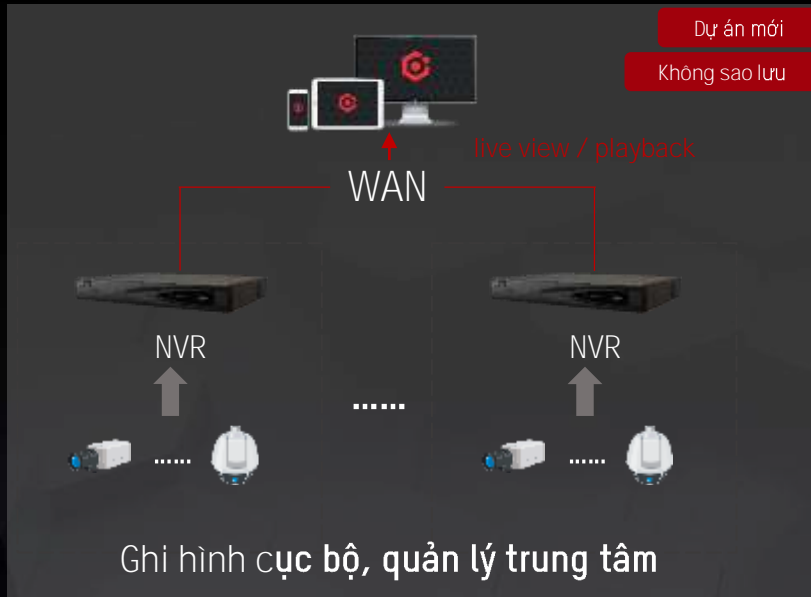 Dự án mới
Không sao lưu
live view / playback
WAN
NVR
NVR
......
......
......
Ghi hình cục bộ, quản lý trung tâm